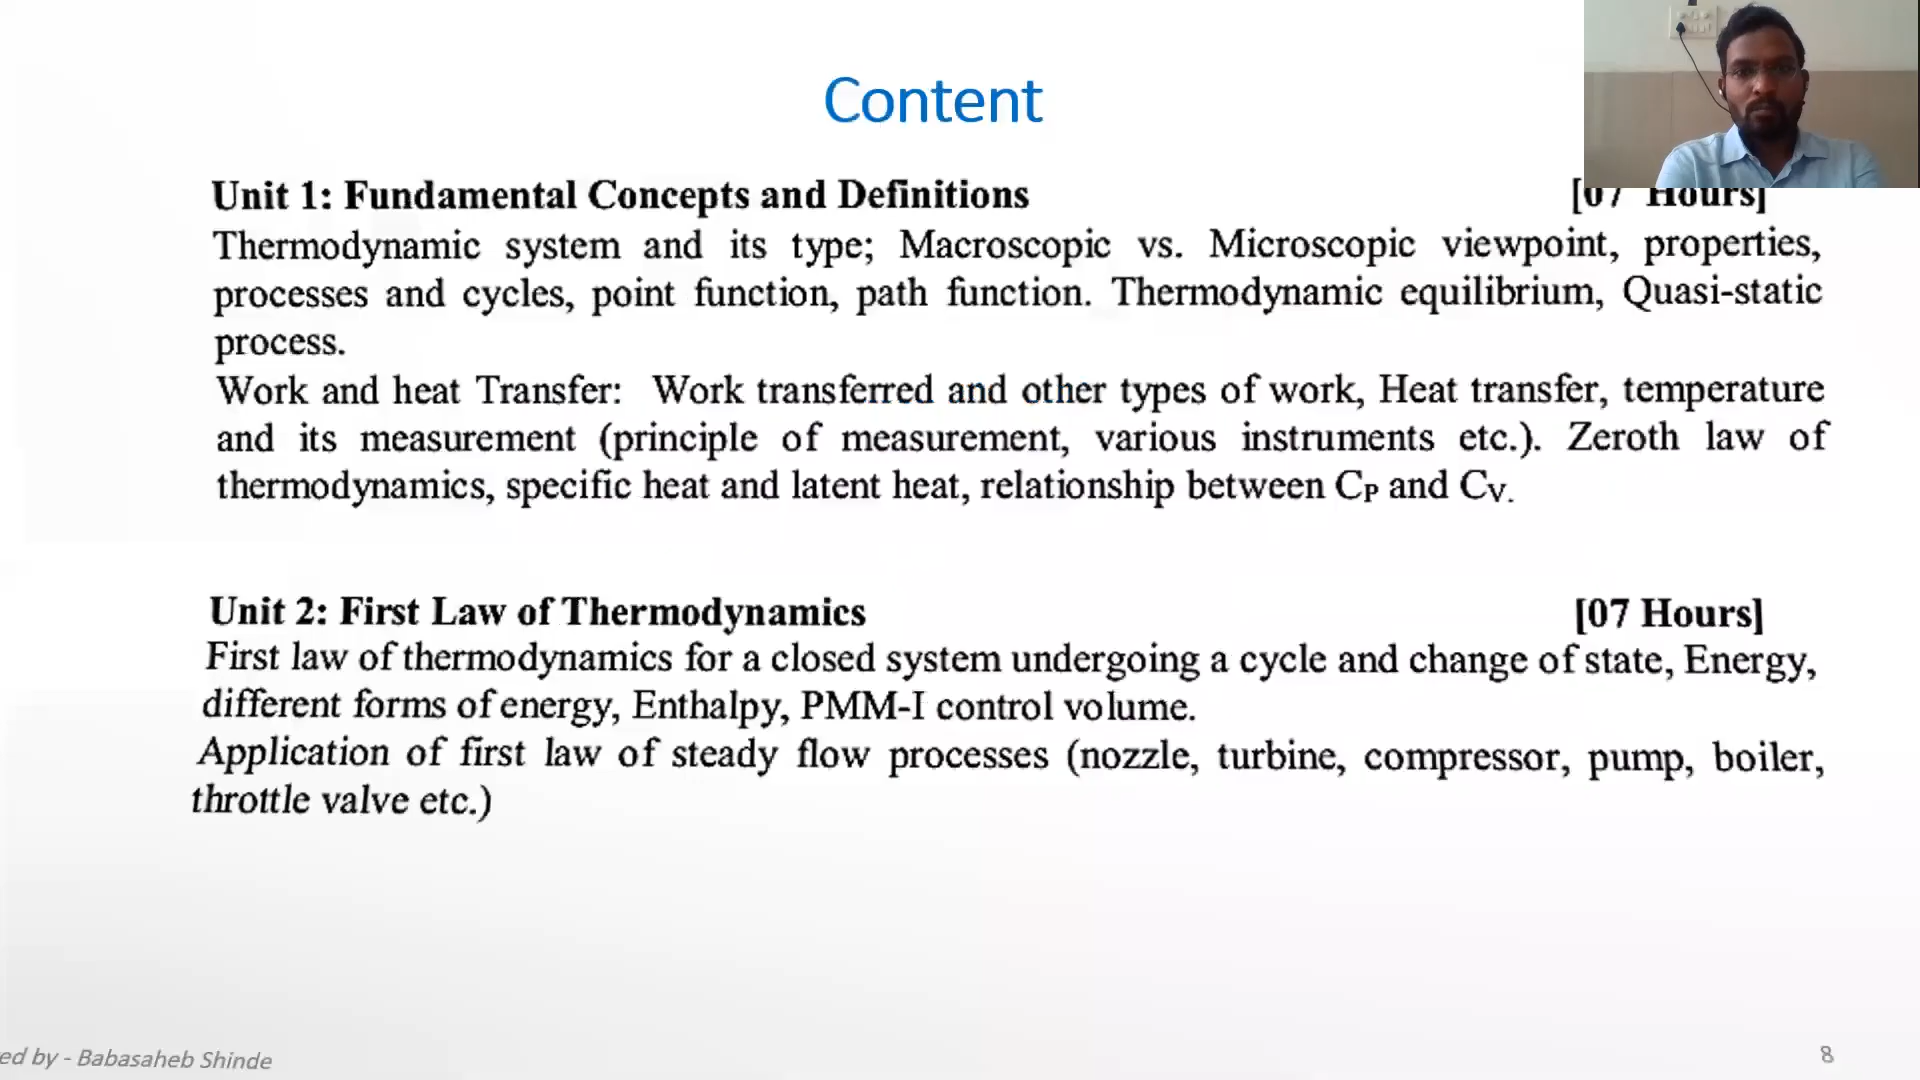 Content
Unit 1: Fundamental Concepts and Definitions [07 Hours]
Thermodynamic system and its type; Macroscopic vs. Microscopic viewpoint, properties,
processes and cycles, point function, path function. Thermodynamic equilibrium, Quasi-static
process.
Work and heat Transfer: Work transferred and other types of work, Heat transfer, temperature
and its measurement (principle of measurement, various instruments etc.). Zeroth law of
thermodynamics, specific heat and latent heat, relationship between CP and CV.
Unit 2: First Law of Thermodynamics [07 Hours]
First law of thermodynamics for a closed system undergoing a cycle and change of state, Energy,
different forms of energy, Enthalpy, PMM-I control volume.
Application of first law of steady flow processes (nozzle, turbine, compressor, pump, boiler,
throttle valve etc.)
ed by - Babasaheb Shinde
8